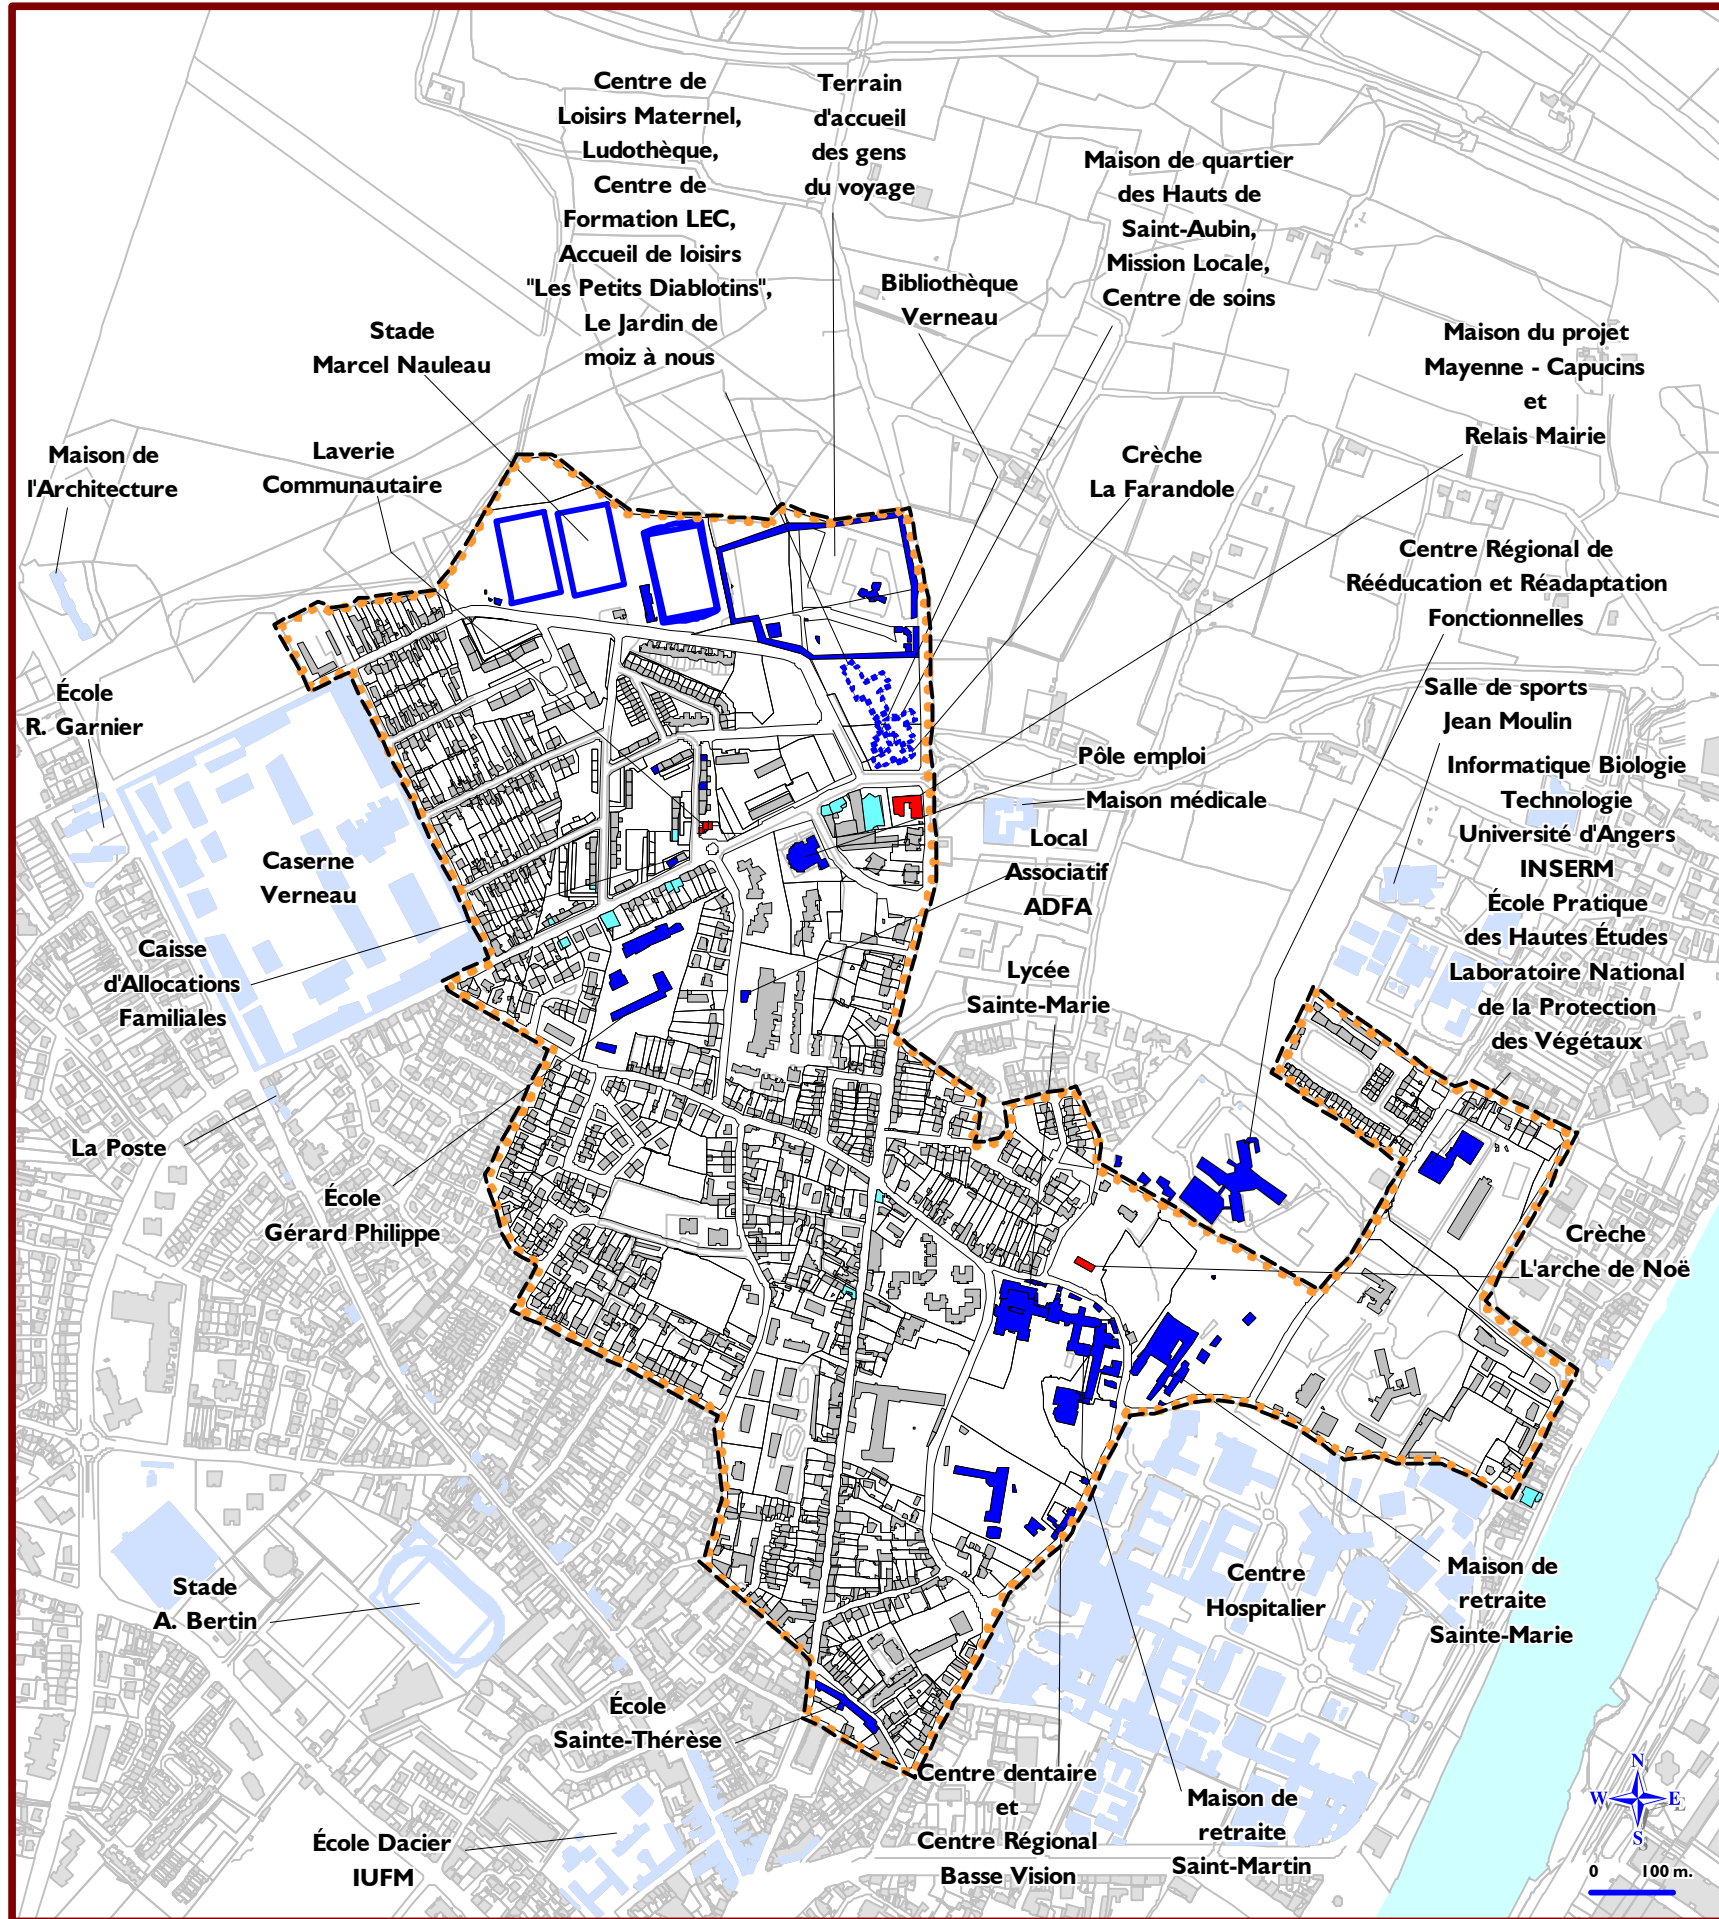 Centre de
Loisirs Maternel,
Ludothèque,
Centre de
Formation LEC,
Accueil de loisirs
"Les Petits Diablotins",
Le Jardin de
moiz à nous
Terrain
d'accueil
des gens
du voyage
Maison de quartier
des Hauts de
Saint-Aubin,
Mission Locale,
Centre de soins
Bibliothèque
Verneau
Stade
Marcel Nauleau
Maison du projet
Mayenne - Capucins
et
Relais Mairie
Maison de
l'Architecture
Laverie
Communautaire
Crèche
La Farandole
Centre Régional de
Rééducation et Réadaptation
Fonctionnelles
École
R. Garnier
Salle de sports
Jean Moulin
Pôle emploi
Maison médicale
Informatique Biologie
Technologie
Université d'Angers
INSERM
École Pratique
des Hautes Études
Laboratoire National
de la Protection
des Végétaux
Local
Associatif
ADFA
Caserne
Verneau
Caisse
d'Allocations
Familiales
Lycée
Sainte-Marie
La Poste
École
Gérard Philippe
Crèche
L'arche de Noë
Stade
A. Bertin
Centre
Hospitalier
Maison de
retraite
Sainte-Marie
École
Sainte-Thérèse
Centre dentaire
et
Centre Régional
Basse Vision
Maison de
retraite
Saint-Martin
École Dacier
IUFM
N
W E
S
0 100 m.